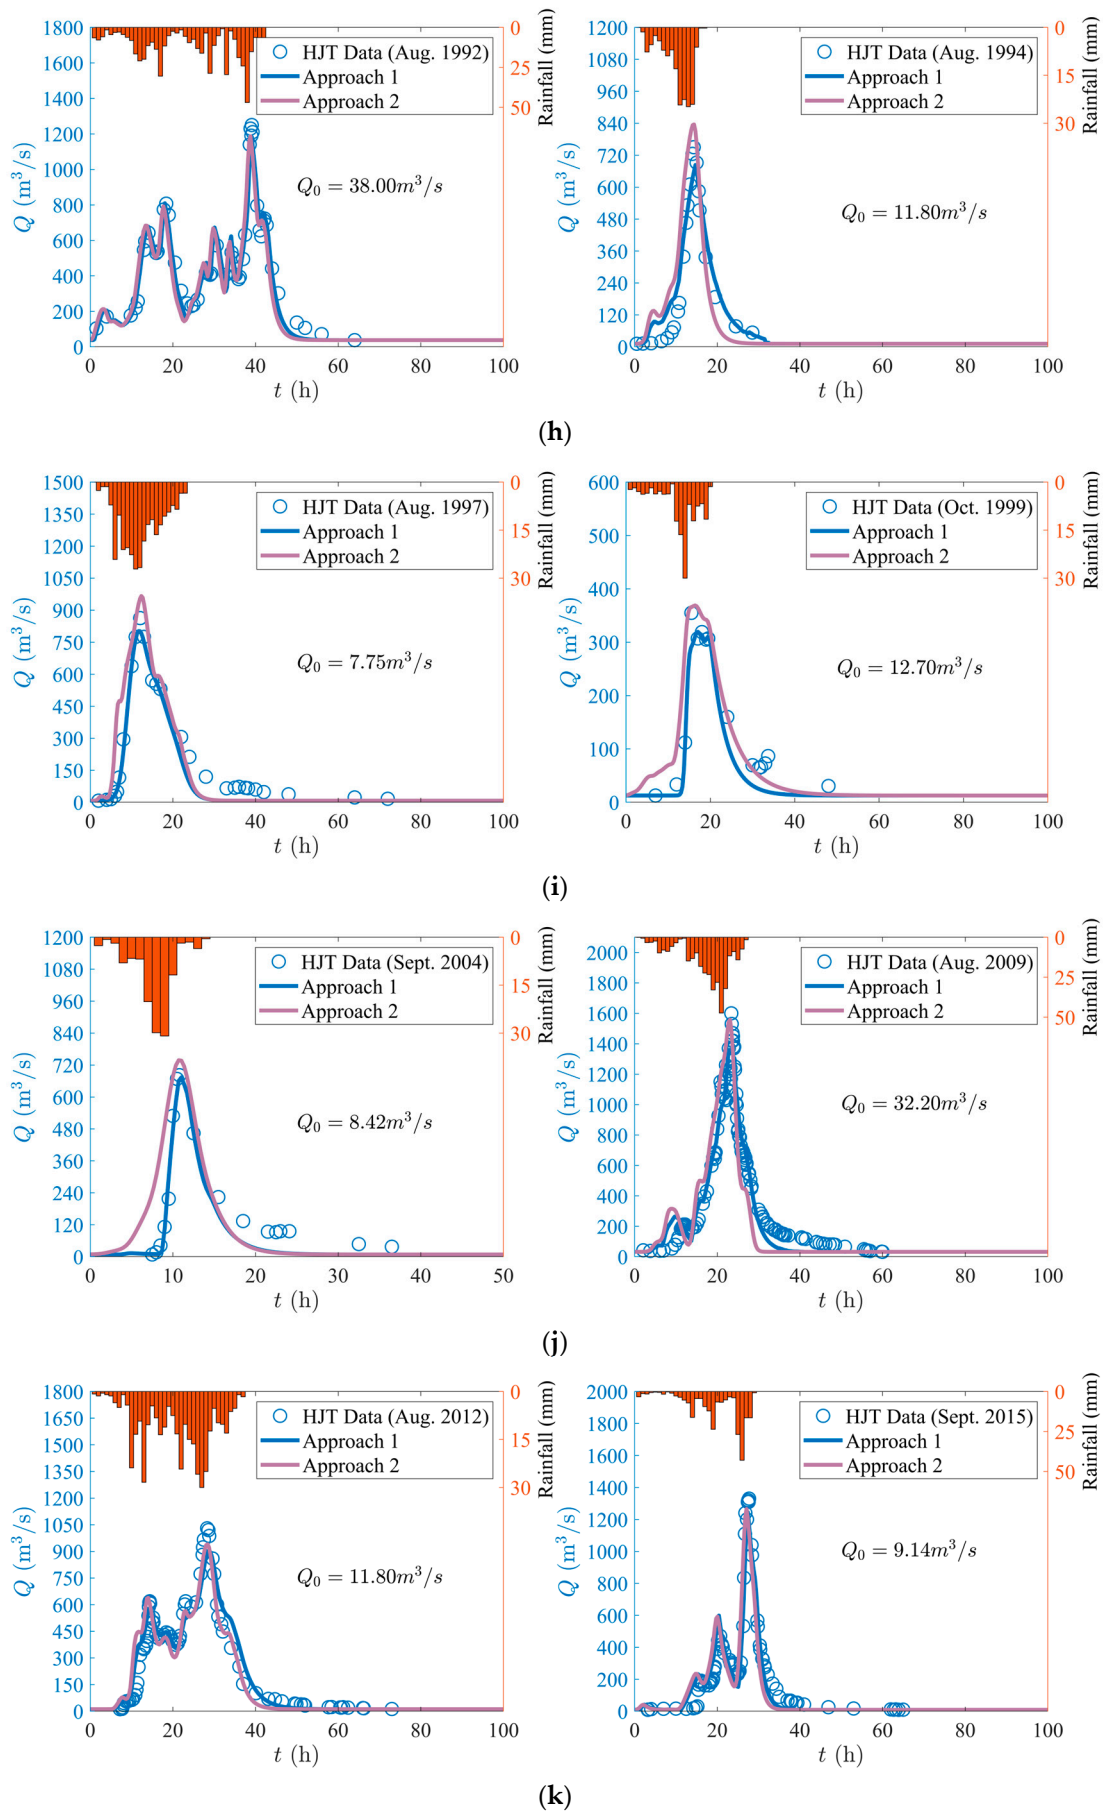 1800
1600
1400
1200
1000
800
600
400
200
0
Q (m³/s)
0 20 40 60 80 100
t (h)
0
25
50
Rainfall (mm)
HJT Data (Aug. 1992)
Approach 1
Approach 2
Q₀ = 38.00m³/s
1200
1080
960
840
720
600
480
360
240
120
0
Q (m³/s)
0 20 40 60 80 100
t (h)
0
15
30
Rainfall (mm)
HJT Data (Aug. 1994)
Approach 1
Approach 2
Q₀ = 11.80m³/s
(h)
1500
1350
1200
1050
900
750
600
450
300
150
0
Q (m³/s)
0 20 40 60 80 100
t (h)
0
15
30
Rainfall (mm)
HJT Data (Aug. 1997)
Approach 1
Approach 2
Q₀ = 7.75m³/s
600
500
400
300
200
100
0
Q (m³/s)
0 20 40 60 80 100
t (h)
0
15
30
Rainfall (mm)
HJT Data (Oct. 1999)
Approach 1
Approach 2
Q₀ = 12.70m³/s
(i)
1200
1080
960
840
720
600
480
360
240
120
0
Q (m³/s)
0 10 20 30 40 50
t (h)
0
15
30
Rainfall (mm)
HJT Data (Sept. 2004)
Approach 1
Approach 2
Q₀ = 8.42m³/s
2000
1800
1600
1400
1200
1000
800
600
400
200
0
Q (m³/s)
0 20 40 60 80 100
t (h)
0
25
50
Rainfall (mm)
HJT Data (Aug. 2009)
Approach 1
Approach 2
Q₀ = 32.20m³/s
(j)
1800
1650
1500
1350
1200
1050
900
750
600
450
300
150
0
Q (m³/s)
0 20 40 60 80 100
t (h)
0
15
30
Rainfall (mm)
HJT Data (Aug. 2012)
Approach 1
Approach 2
Q₀ = 11.80m³/s
2000
1800
1600
1400
1200
1000
800
600
400
200
0
Q (m³/s)
0 20 40 60 80 100
t (h)
0
25
50
Rainfall (mm)
HJT Data (Sept. 2015)
Approach 1
Approach 2
Q₀ = 9.14m³/s
(k)